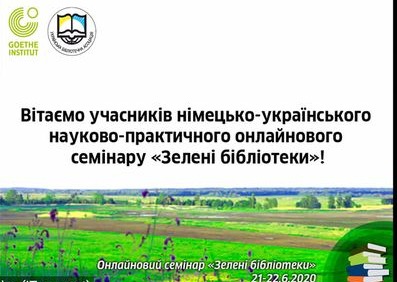 GOETHE
INSTITUT
Вітаємо учасників німецько-українського
науково-практичного онлайнового
семінару «Зелені бібліотеки»!
Онлайновий семінар «Зелені бібліотеки»
21-22.6.2020